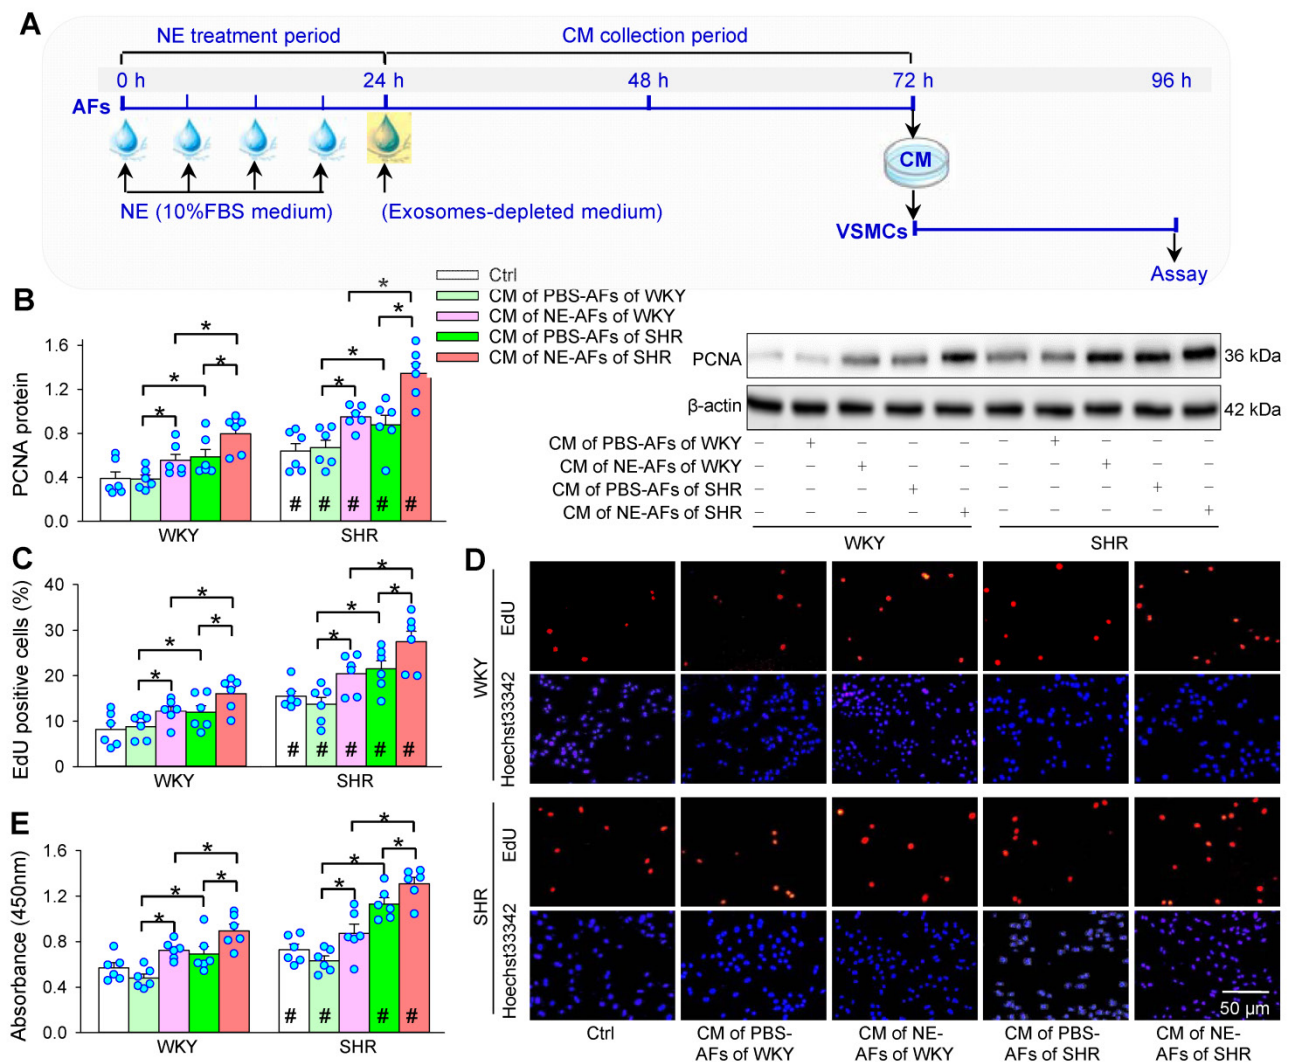 A
NE treatment period
CM collection period
0 h
24 h
48 h
72 h
96 h
AFs
CM
NE (10%FBS medium)
(Exosomes-depleted medium)
VSMCs
Assay
B
Ctrl
CM of PBS-AFs of WKY
CM of NE-AFs of WKY
CM of PBS-AFs of SHR
CM of NE-AFs of SHR
PCNA protein
1.6
1.2
0.8
0.4
0.0
* * * *
* * * *
# # # # #
WKY
SHR
PCNA
36 kDa
β-actin
42 kDa
CM of PBS-AFs of WKY – + – – – – + – – –
CM of NE-AFs of WKY – – + – – – – + – –
CM of PBS-AFs of SHR – – – + – – – – + –
CM of NE-AFs of SHR – – – – + – – – – +
WKY
SHR
C
EdU positive cells (%)
40
30
20
10
0
* * * *
* * * *
# # # # #
WKY
SHR
D
WKY
EdU
Hoechst33342
SHR
EdU
Hoechst33342
50 µm
Ctrl
CM of PBS-
AFs of WKY
CM of NE-
AFs of WKY
CM of PBS-
AFs of SHR
CM of NE-
AFs of SHR
E
Absorbance (450nm)
1.6
1.2
0.8
0.4
0.0
* * * *
* * * *
# # # # #
WKY
SHR